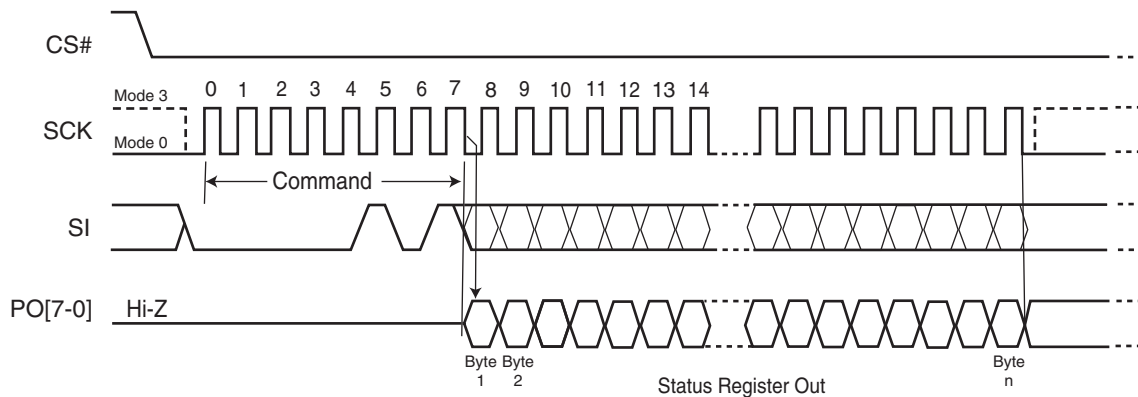 CS#
0 1 2 3 4 5 6 7 8 9 10 11 12 13 14
Mode 3
SCK
Mode 0
Command
SI
PO[7-0]
Hi-Z
Byte 1
Byte 2
Byte n
Status Register Out